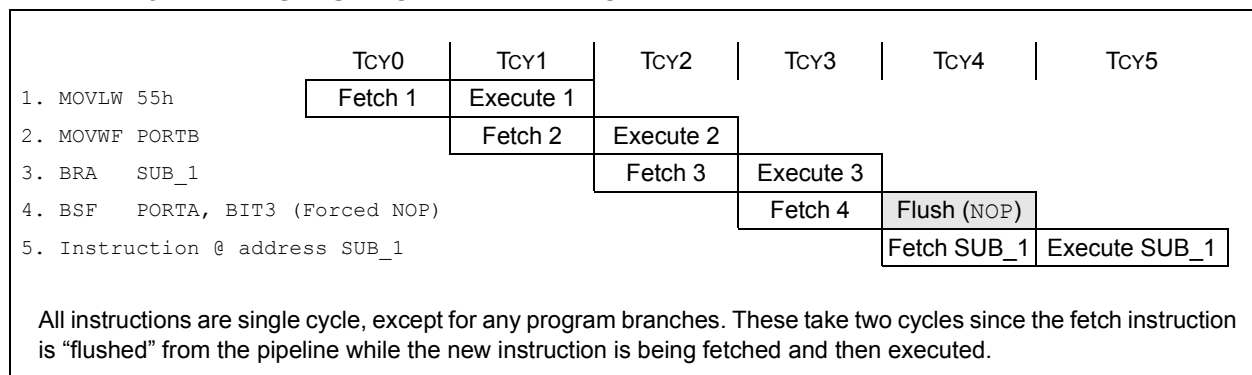 TCY0 TCY1 TCY2 TCY3 TCY4 TCY5
1. MOVLW 55h Fetch 1 Execute 1
2. MOVWF PORTB Fetch 2 Execute 2
3. BRA SUB_1 Fetch 3 Execute 3
4. BSF PORTA, BIT3 (Forced NOP) Fetch 4 Flush (NOP)
5. Instruction @ address SUB_1 Fetch SUB_1 Execute SUB_1
All instructions are single cycle, except for any program branches. These take two cycles since the fetch instruction
is “flushed” from the pipeline while the new instruction is being fetched and then executed.